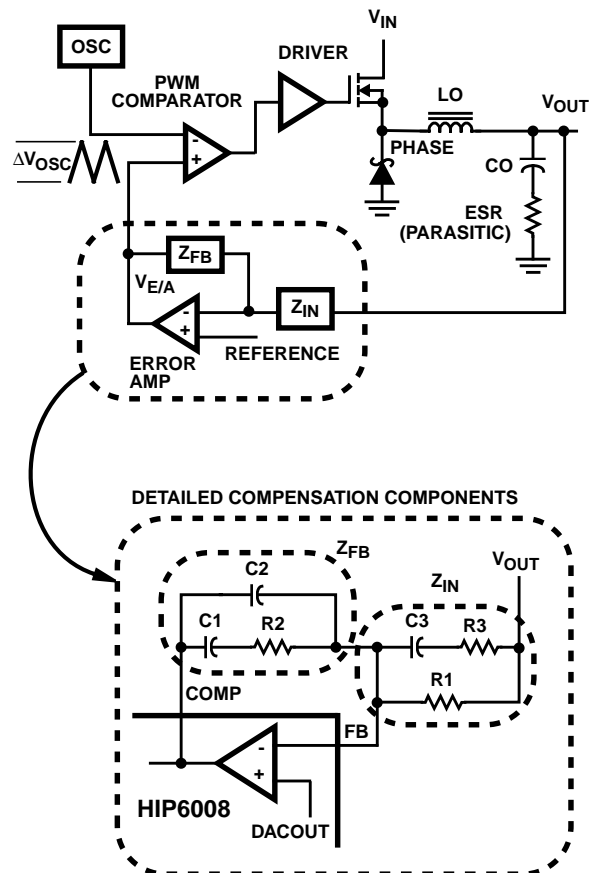 V_IN
OSC
DRIVER
PWM
COMPARATOR
LO
V_OUT
ΔV_OSC
-
+
PHASE
CO
ESR
(PARASITIC)
Z_FB
V_E/A
-
+
Z_IN
REFERENCE
ERROR
AMP
DETAILED COMPENSATION COMPONENTS
Z_FB
V_OUT
C2
Z_IN
C1
R2
C3
R3
R1
COMP
FB
-
+
HIP6008
DACOUT